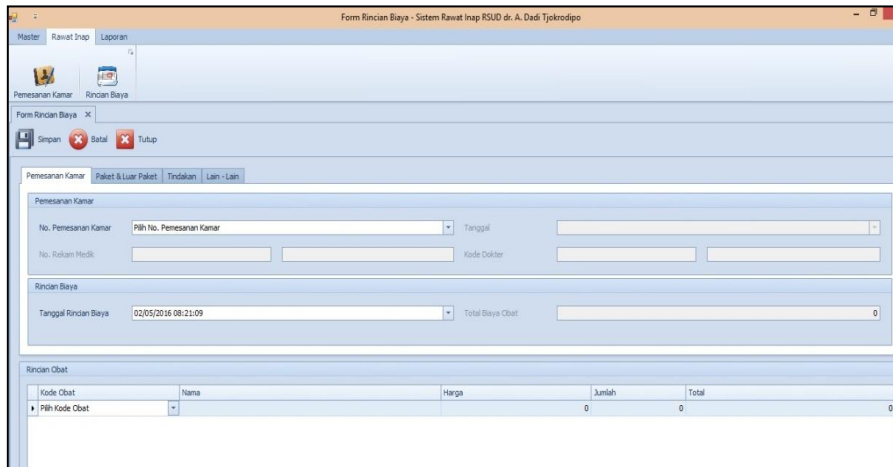 Form Rincian Biaya - Sistem Rawat Inap RSUD dr. A. Dadi Tjokrodipo
Master Rawat Inap Laporan
Pemesanan Kamar Rincian Biaya
Form Rincian Biaya
Simpan Batal Tutup
Pemesanan Kamar Paket & Luar Paket Tindakan Lain - Lain
Pemesanan Kamar
No. Pemesanan Kamar Pilih No. Pemesanan Kamar Tanggal
No. Rekam Medik Kode Dokter
Rincian Biaya
Tanggal Rincian Biaya 02/05/2016 08:21:09 Total Biaya Obat 0
Rincian Obat
Kode Obat Nama Harga Jumlah Total
Pilih Kode Obat 0 0 0